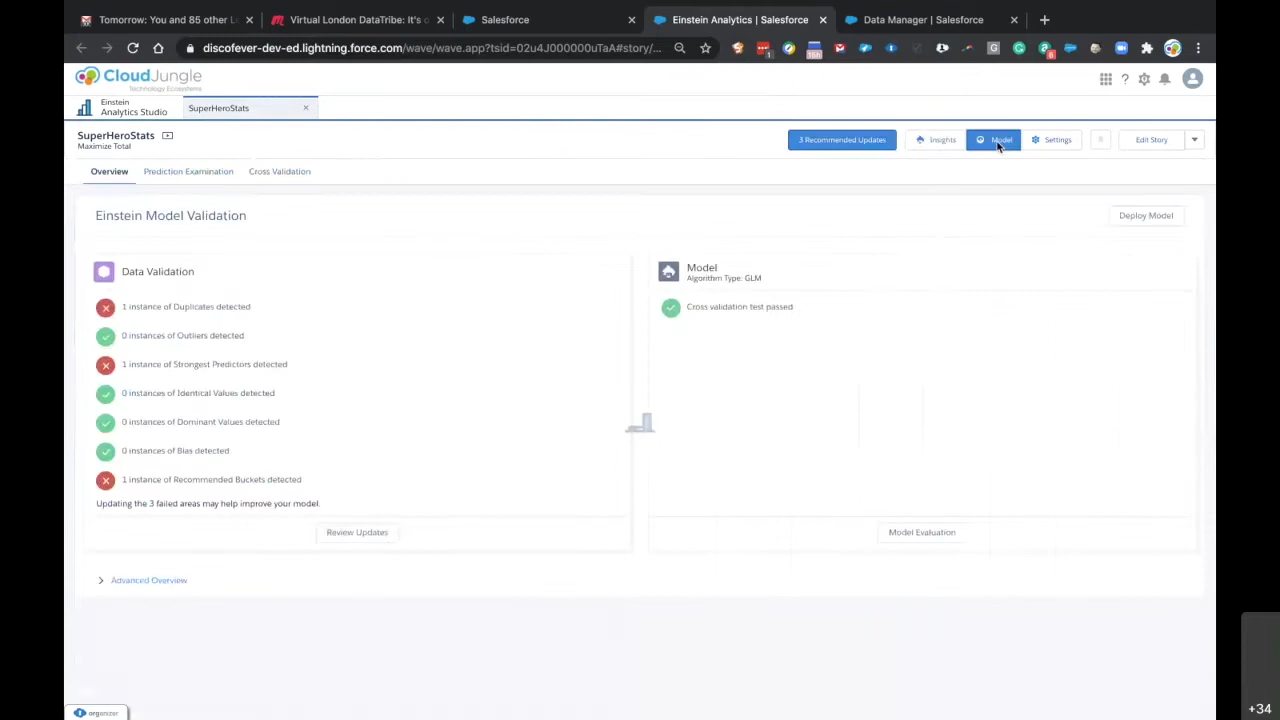 Tomorrow: You and 85 other L
Virtual London DataTribe: It's o
Salesforce
Einstein Analytics | Salesforce
Data Manager | Salesforce
discofever-dev-ed.lightning.force.com/wave/wave.app?tsid=02u4J000000uTaA#story/...
CloudJungle
Technology Ecosystems
Einstein
Analytics Studio
SuperHeroStats
SuperHeroStats
Maximize Total
3 Recommended Updates
Insights
Model
Settings
Edit Story
Overview
Prediction Examination
Cross Validation
Einstein Model Validation
Deploy Model
Data Validation
1 instance of Duplicates detected
0 instances of Outliers detected
1 instance of Strongest Predictors detected
0 instances of Identical Values detected
0 instances of Dominant Values detected
0 instances of Bias detected
1 instance of Recommended Buckets detected
Updating the 3 failed areas may help improve your model.
Review Updates
Model
Algorithm Type: GLM
Cross validation test passed
Model Evaluation
Advanced Overview
organizer
+34